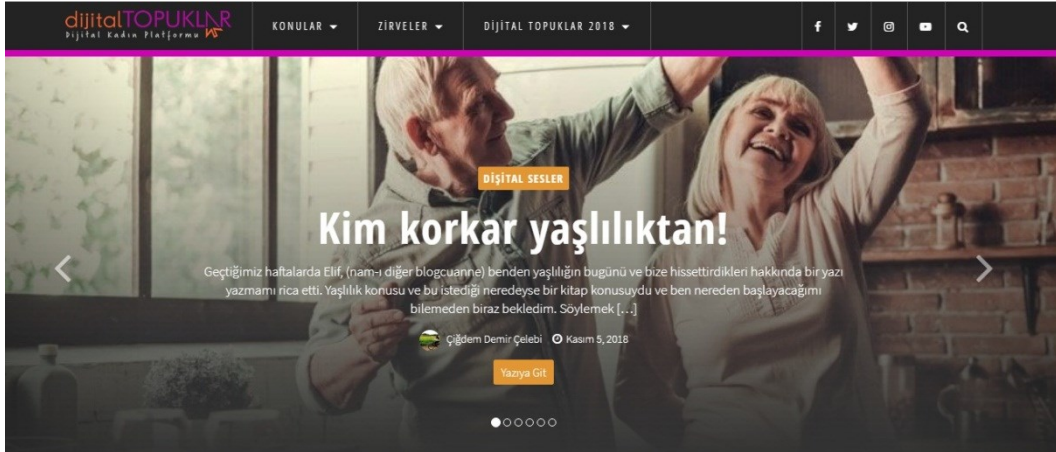 dijitalTOPUKLAR
Dijital Kadın Platformu
KONULAR
ZİRVELER
DİJİTAL TOPUKLAR 2018
DİŞİTAL SESLER
Kim korkar yaşlılıktan!
Geçtiğimiz haftalarda Elif, (nam-ı diğer blogcuanne) benden yaşlılığın bugünü ve bize hissettirdikleri hakkında bir yazı
yazmamı rica etti. Yaşlılık konusu ve bu istediği neredeyse bir kitap konusuydu ve ben nereden başlayacağımı
bilemeden biraz bekledim. Söylemek […]
Çiğdem Demir Çelebi Kasım 5, 2018
Yazıya Git